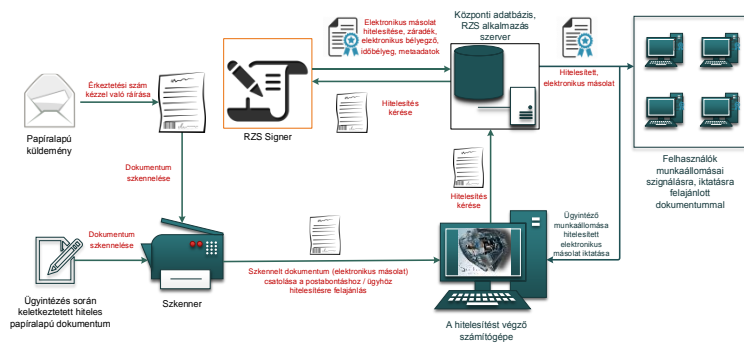 Elektronikus másolat
hitelesítése, záradék,
elektronikus bélyegző,
időbélyeg, metaadatok
Központi adatbázis,
RZS alkalmazás
szerver
Érkeztetési szám
kézzel való ráírása
Hitelesített,
elektronikus másolat
Papíralapú
küldemény
RZS Signer
Hitelesítés
kérése
Felhasználók
munkaállomásai
szignálásra, iktatásra
felajánlott
dokumentummal
Dokumentum
szkennelése
Hitelesítés
kérése
Dokumentum
szkennelése
Ügyintéző
munkaállomása
hitelesített
elektronikus
másolat iktatása
Szkennelt dokumentum (elektronikus másolat)
csatolása a postabontáshoz / ügyhöz
hitelesítésre felajánlás
Ügyintézés során
keletkeztetett hiteles
papíralapú dokumentum
Szkenner
A hitelesítést végző
számítógépe